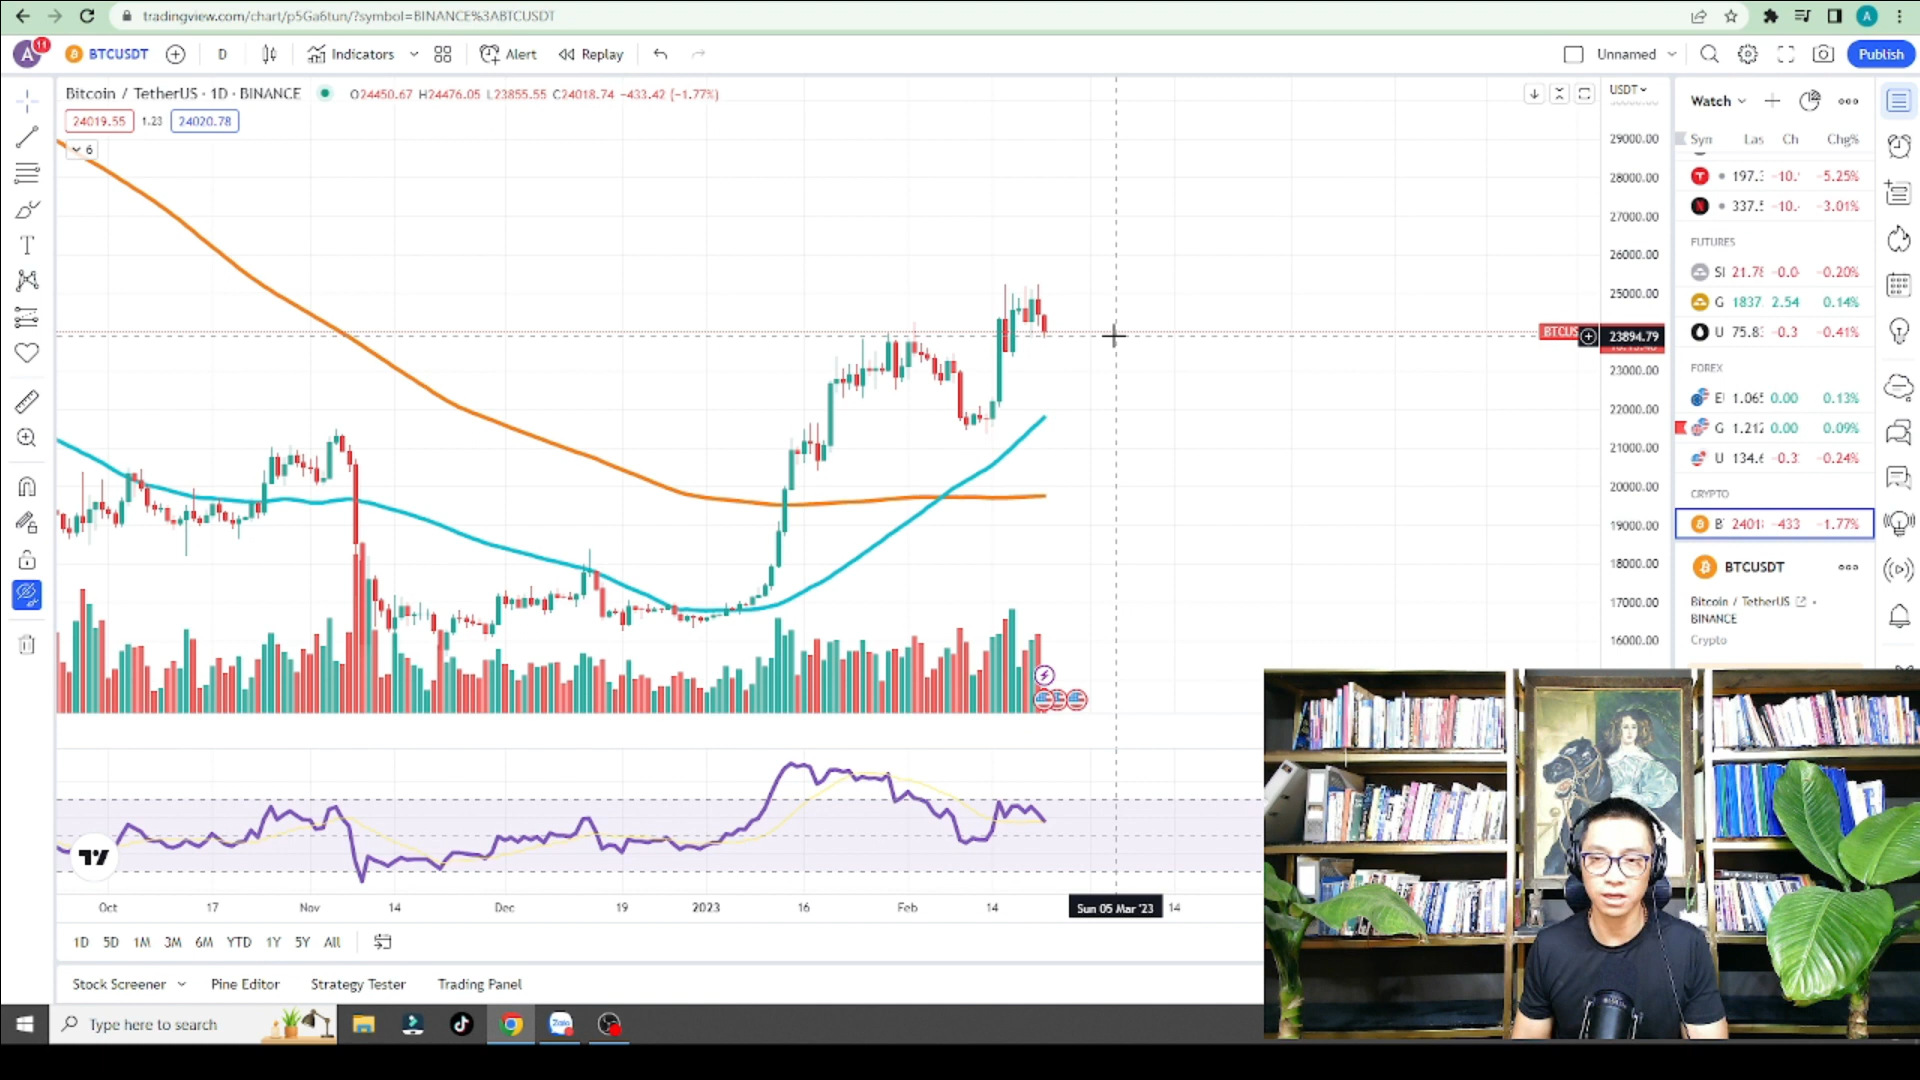 tradingview.com/chart/p5Ga6tun/?symbol=BINANCE%3ABTCUSDT
A
A 11 BTCUSDT D Indicators Alert Replay Unnamed Publish
Bitcoin / TetherUS · 1D · BINANCE O24450.67 H24476.05 L23855.55 C24018.74 −433.42 (−1.77%)
24019.55 1.23 24020.78
6
USDT
29000.00
28000.00
27000.00
26000.00
25000.00
BTCUS 23894.79
23000.00
22000.00
21000.00
20000.00
19000.00
18000.00
17000.00
16000.00
Watch
Syn Las Ch Chg%
197. -10. -5.25%
337.5 -10. -3.01%
FUTURES
SI 21.78 -0.0 -0.20%
G 1837 2.54 0.14%
U 75.8 -0.3 -0.41%
FOREX
E 1.065 0.00 0.13%
G 1.212 0.00 0.09%
U 134.6 -0.3 -0.24%
CRYPTO
B 2401 -433 -1.77%
BTCUSDT
Bitcoin / TetherUS
BINANCE
Crypto
Oct 17 Nov 14 Dec 19 2023 16 Feb 14 Sun 05 Mar '23 14
1D 5D 1M 3M 6M YTD 1Y 5Y All
Stock Screener Pine Editor Strategy Tester Trading Panel
Type here to search
Zalo